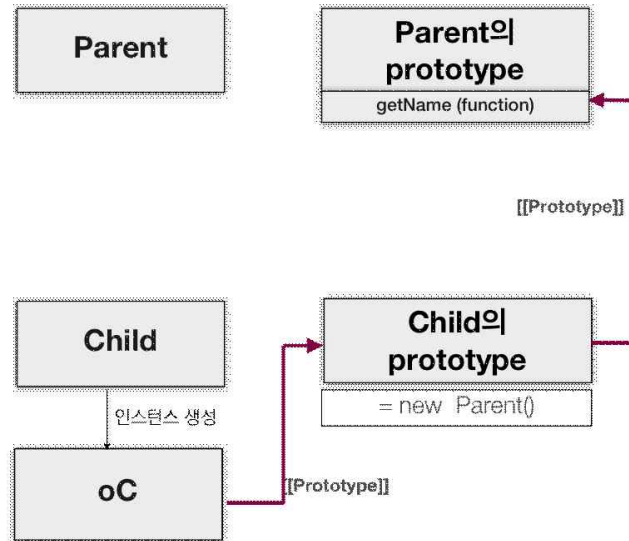 Parent
Parent의
prototype
getName (function)
[[Prototype]]
Child
Child의
prototype
= new Parent()
인스턴스 생성
oC
[[Prototype]]